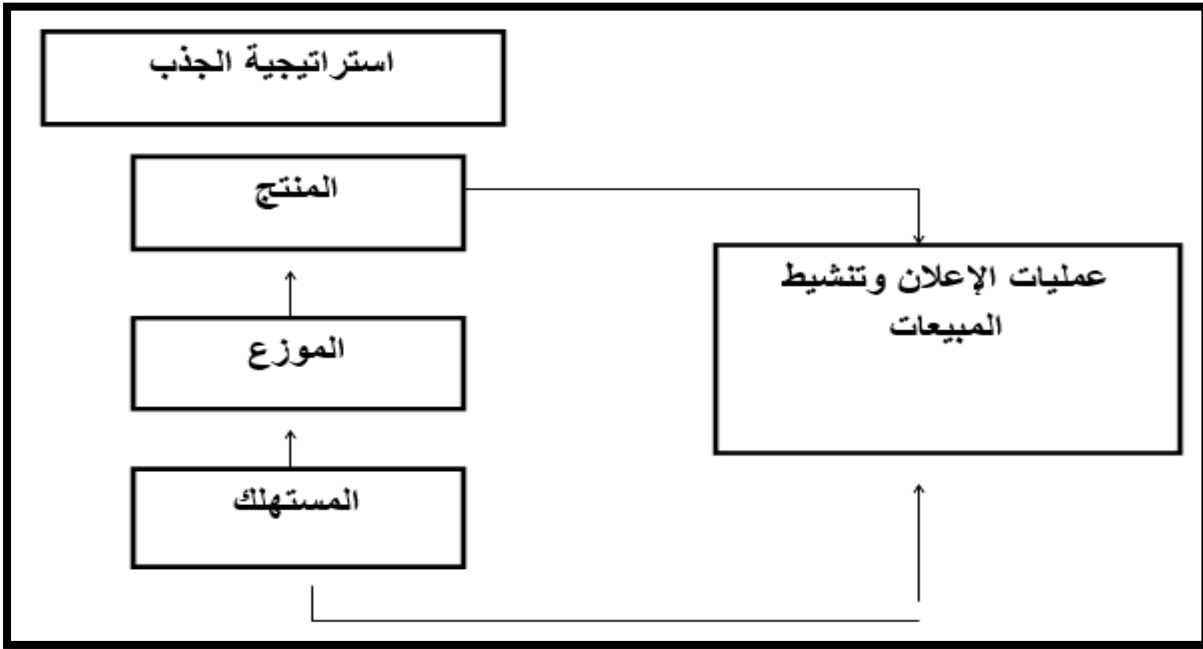 استراتيجية الجذب
المنتج
عمليات الإعلان وتنشيط
المبيعات
الموزع
المستهلك